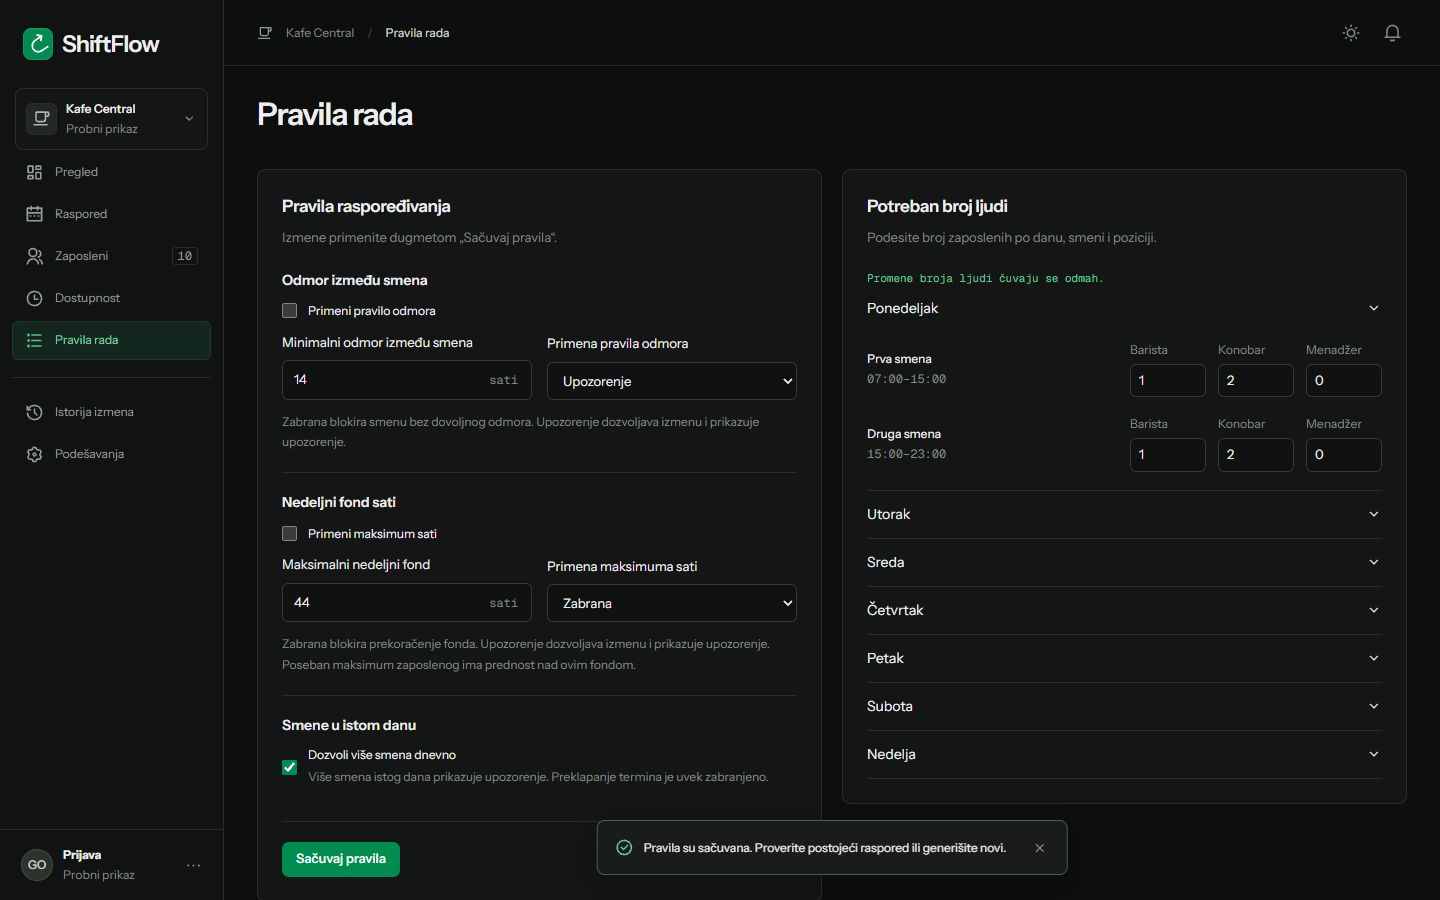 ShiftFlow
Kafe Central
Probni prikaz
Pregled
Raspored
Zaposleni 10
Dostupnost
Pravila rada
Istorija izmena
Podešavanja
GO
Prijava
Probni prikaz
Kafe Central / Pravila rada
Pravila rada
Pravila raspoređivanja
Izmene primenite dugmetom „Sačuvaj pravila“.
Odmor između smena
Primeni pravilo odmora
Minimalni odmor između smena
14 sati
Primena pravila odmora
Upozorenje
Zabrana blokira smenu bez dovoljnog odmora. Upozorenje dozvoljava izmenu i prikazuje
upozorenje.
Nedeljni fond sati
Primeni maksimum sati
Maksimalni nedeljni fond
44 sati
Primena maksimuma sati
Zabrana
Zabrana blokira prekoračenje fonda. Upozorenje dozvoljava izmenu i prikazuje upozorenje.
Poseban maksimum zaposlenog ima prednost nad ovim fondom.
Smene u istom danu
Dozvoli više smena dnevno
Više smena istog dana prikazuje upozorenje. Preklapanje termina je uvek zabranjeno.
Sačuvaj pravila
Potreban broj ljudi
Podesite broj zaposlenih po danu, smeni i poziciji.
Promene broja ljudi čuvaju se odmah.
Ponedeljak
Prva smena
07:00–15:00
Barista Konobar Menadžer
1 2 0
Druga smena
15:00–23:00
Barista Konobar Menadžer
1 2 0
Utorak
Sreda
Četvrtak
Petak
Subota
Nedelja
Pravila su sačuvana. Proverite postojeći raspored ili generišite novi.